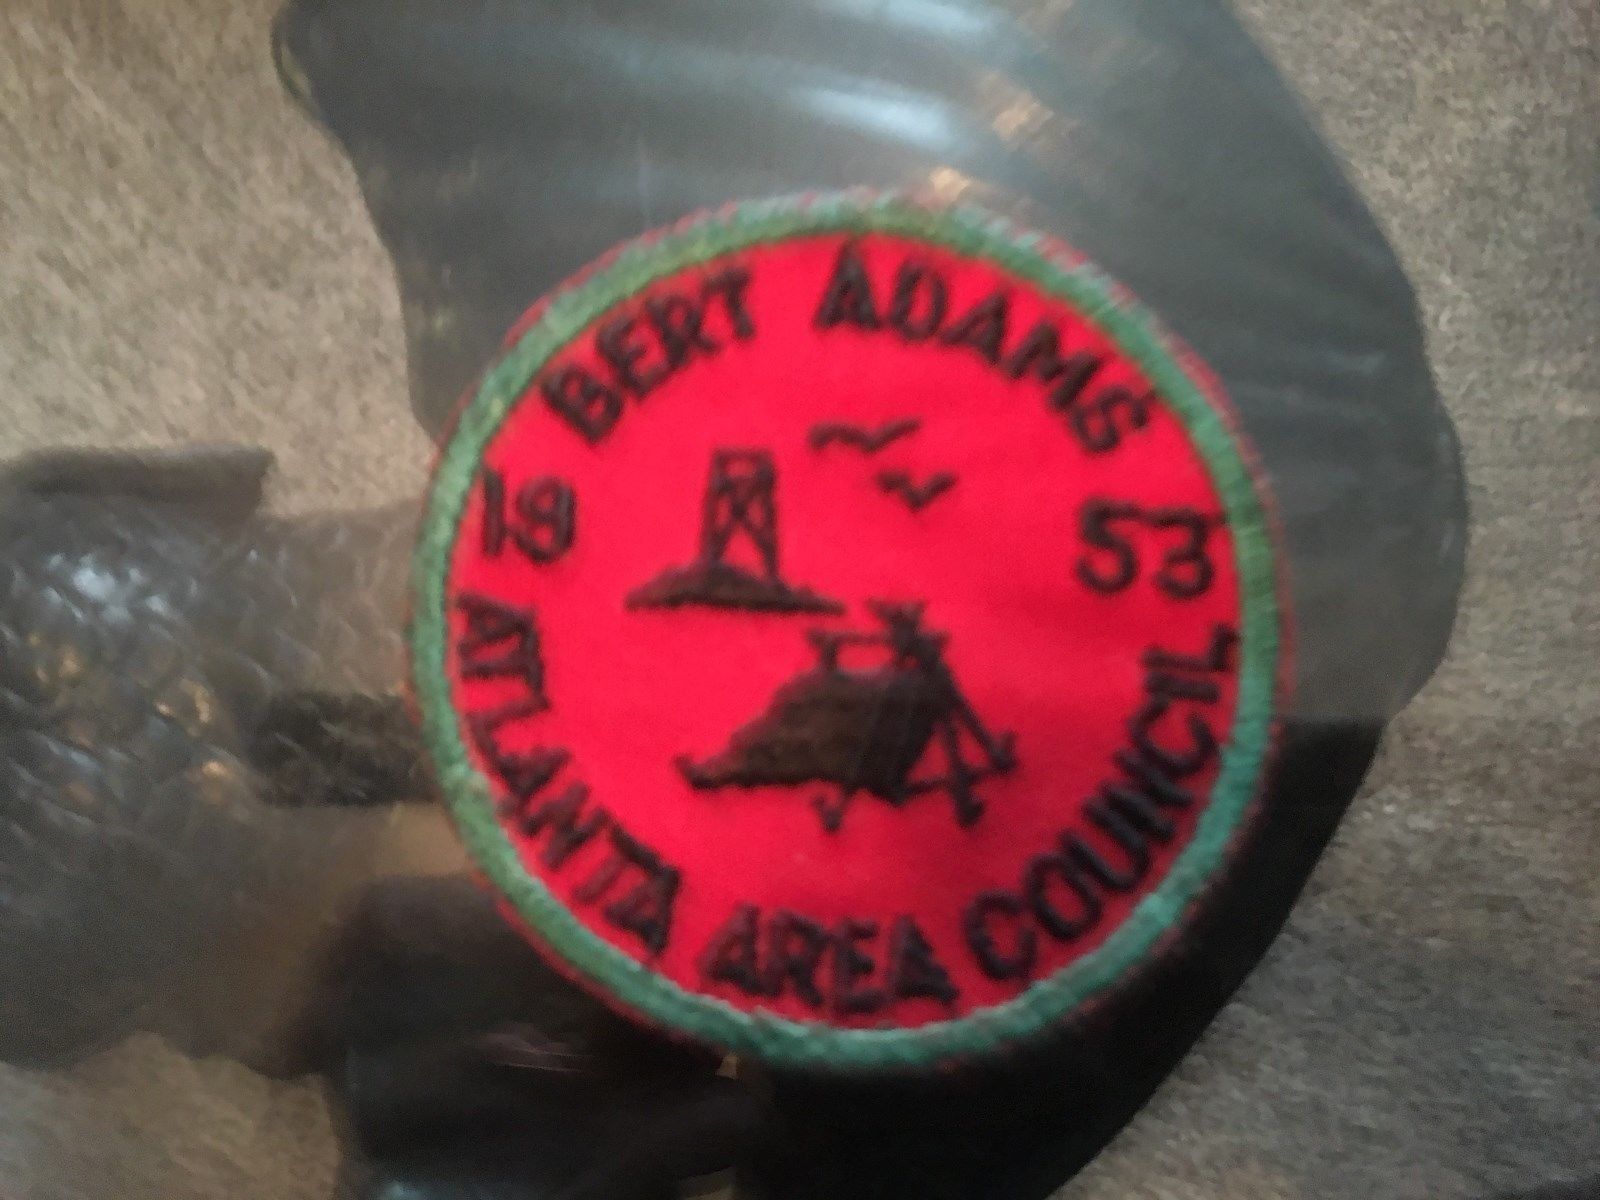 BERT ADAMS
19 53
ATLANTA AREA COUNCIL